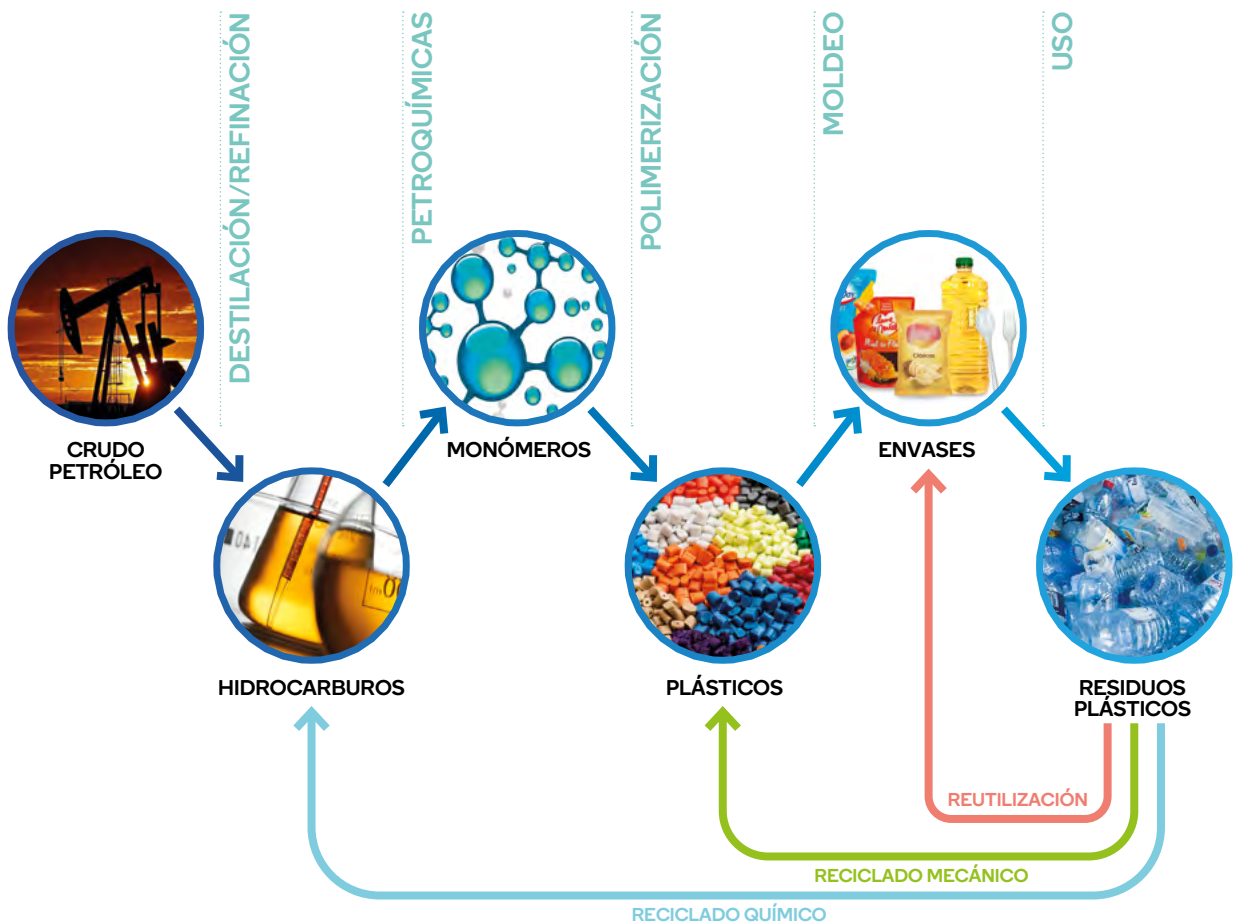 DESTILACIÓN/REFINACIÓN
PETROQUÍMICAS
POLIMERIZACIÓN
MOLDEO
USO
CRUDO
PETRÓLEO
MONÓMEROS
ENVASES
HIDROCARBUROS
PLÁSTICOS
RESIDUOS
PLÁSTICOS
REUTILIZACIÓN
RECICLADO MECÁNICO
RECICLADO QUÍMICO